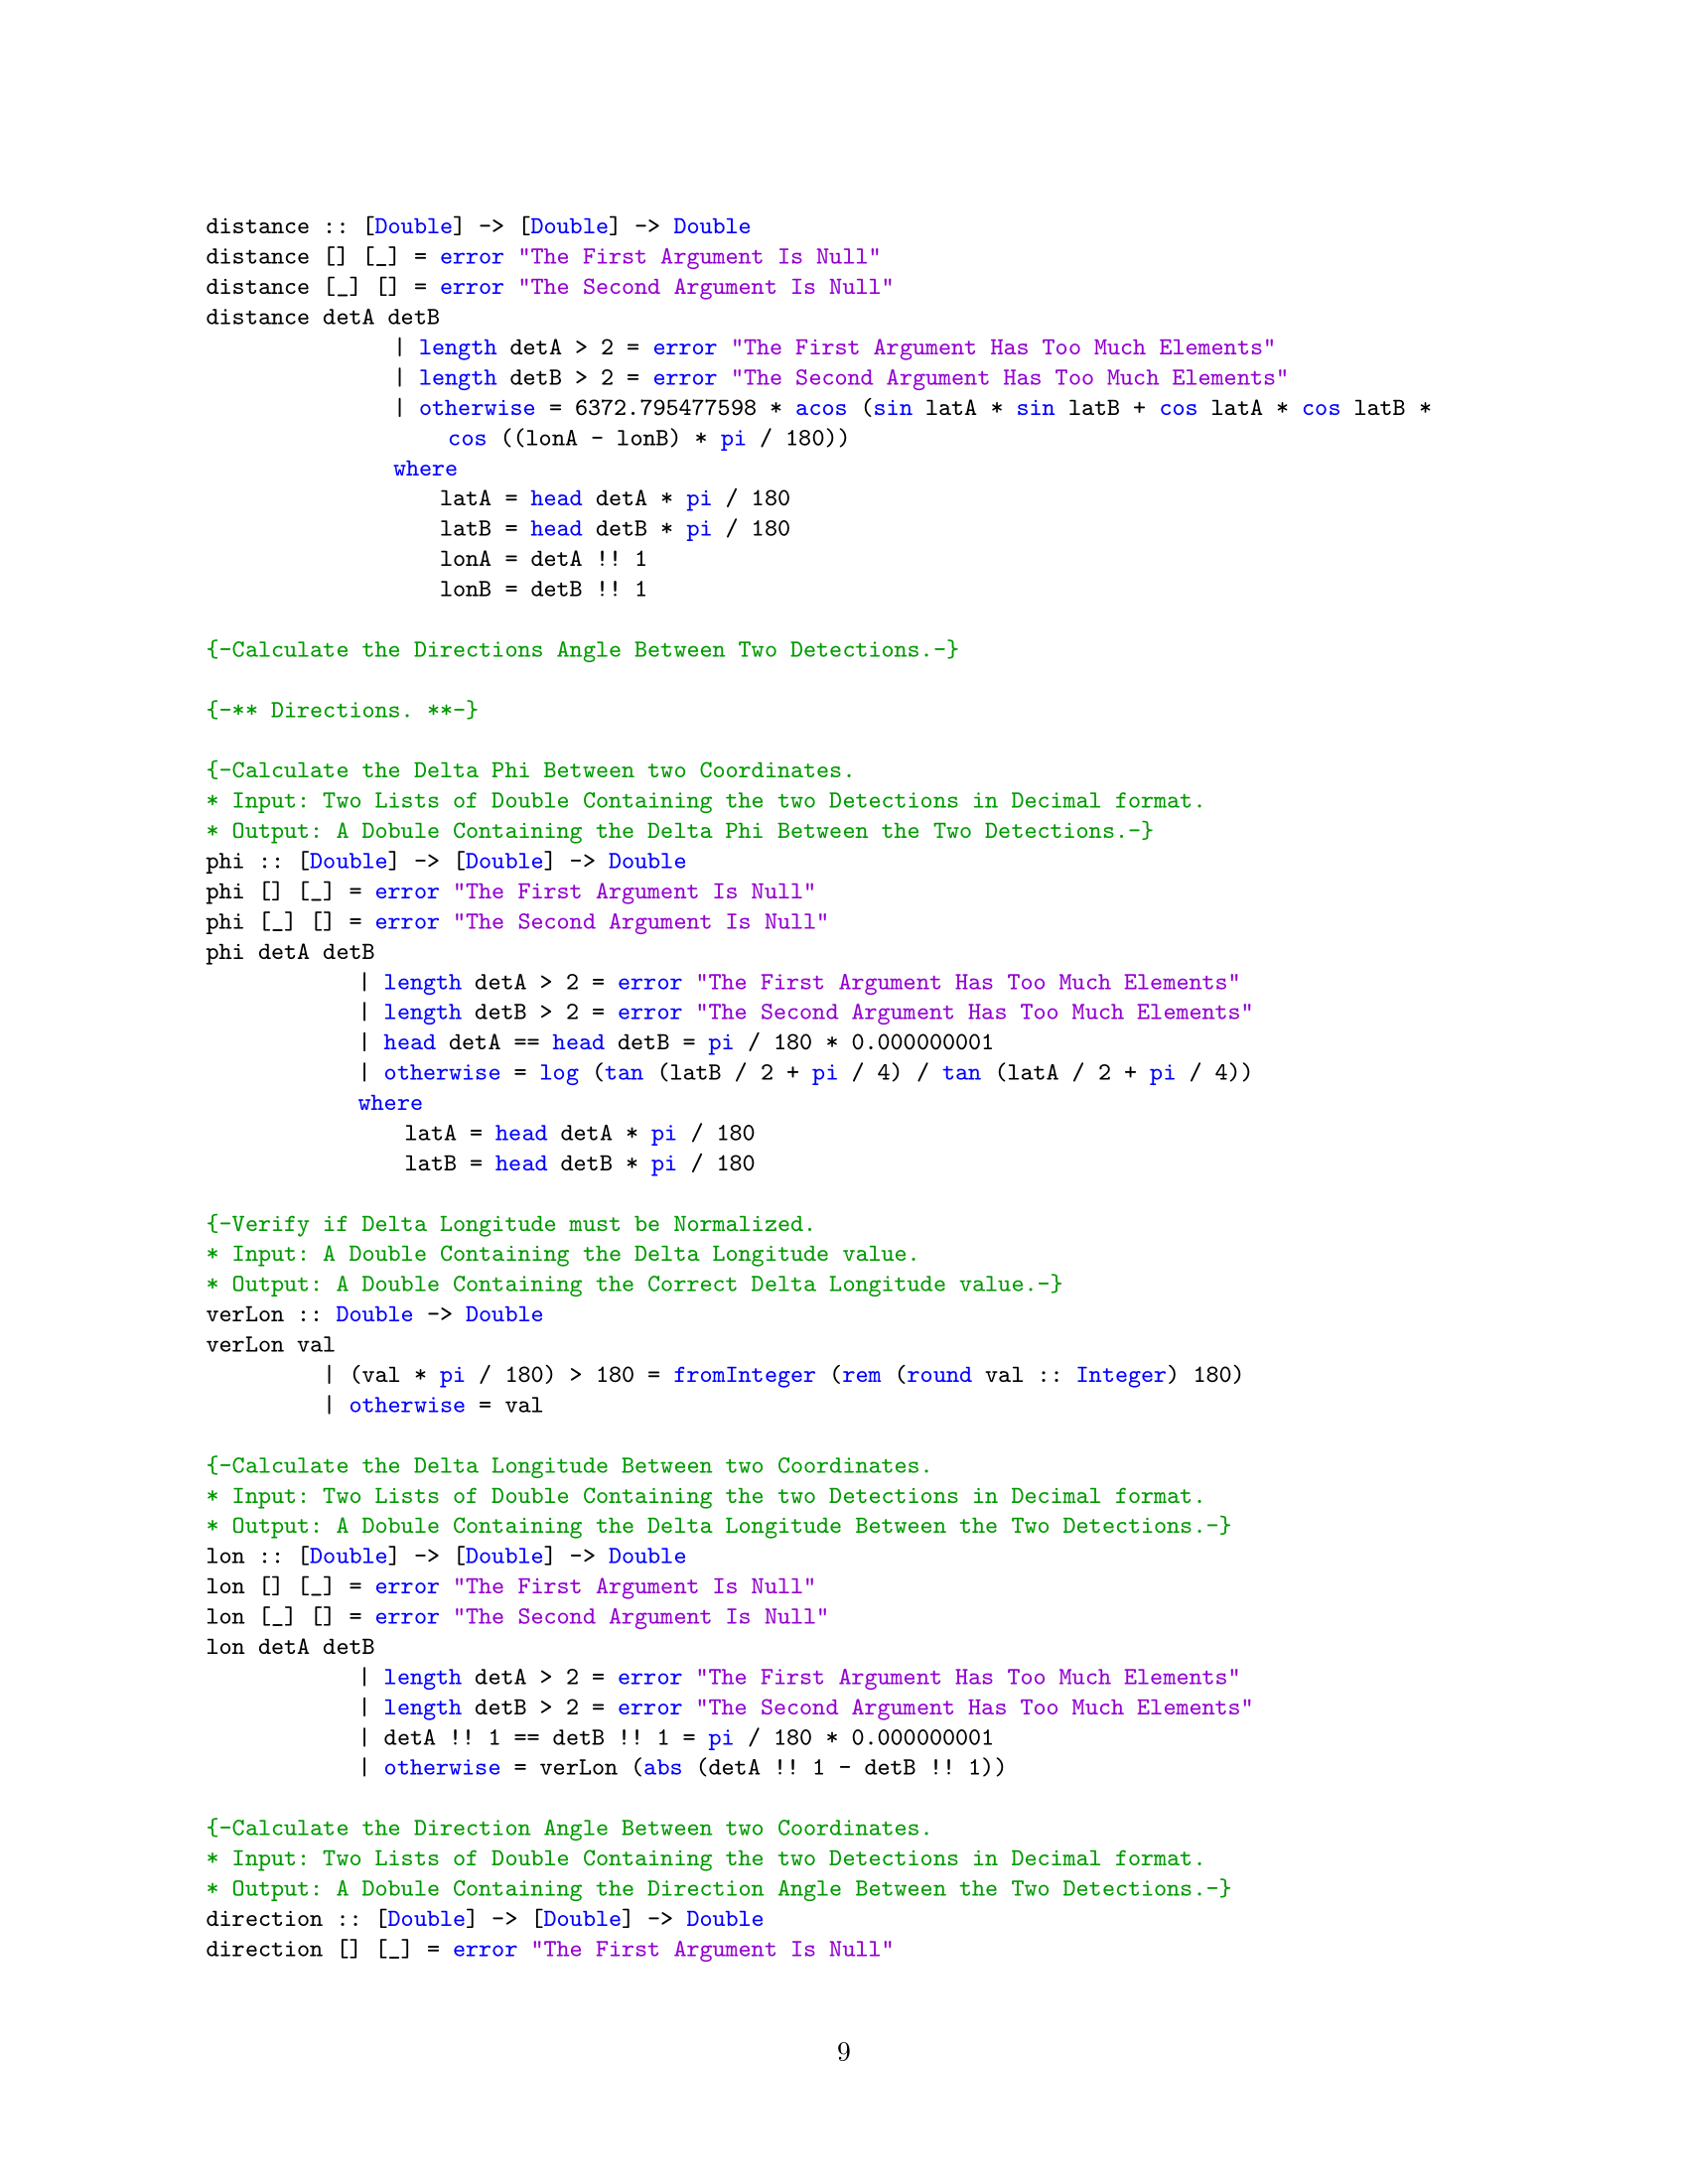 distance :: [Double] -> [Double] -> Double
distance [] [_] = error "The First Argument Is Null"
distance [_] [] = error "The Second Argument Is Null"
distance detA detB
| length detA > 2 = error "The First Argument Has Too Much Elements"
| length detB > 2 = error "The Second Argument Has Too Much Elements"
| otherwise = 6372.795477598 * acos (sin latA * sin latB + cos latA * cos latB *
cos ((lonA - lonB) * pi / 180))
where
latA = head detA * pi / 180
latB = head detB * pi / 180
lonA = detA !! 1
lonB = detB !! 1
{-Calculate the Directions Angle Between Two Detections.-}
{-** Directions. **-}
{-Calculate the Delta Phi Between two Coordinates.
* Input: Two Lists of Double Containing the two Detections in Decimal format.
* Output: A Dobule Containing the Delta Phi Between the Two Detections.-}
phi :: [Double] -> [Double] -> Double
phi [] [_] = error "The First Argument Is Null"
phi [_] [] = error "The Second Argument Is Null"
phi detA detB
| length detA > 2 = error "The First Argument Has Too Much Elements"
| length detB > 2 = error "The Second Argument Has Too Much Elements"
| head detA == head detB = pi / 180 * 0.000000001
| otherwise = log (tan (latB / 2 + pi / 4) / tan (latA / 2 + pi / 4))
where
latA = head detA * pi / 180
latB = head detB * pi / 180
{-Verify if Delta Longitude must be Normalized.
* Input: A Double Containing the Delta Longitude value.
* Output: A Double Containing the Correct Delta Longitude value.-}
verLon :: Double -> Double
verLon val
| (val * pi / 180) > 180 = fromInteger (rem (round val :: Integer) 180)
| otherwise = val
{-Calculate the Delta Longitude Between two Coordinates.
* Input: Two Lists of Double Containing the two Detections in Decimal format.
* Output: A Dobule Containing the Delta Longitude Between the Two Detections.-}
lon :: [Double] -> [Double] -> Double
lon [] [_] = error "The First Argument Is Null"
lon [_] [] = error "The Second Argument Is Null"
lon detA detB
| length detA > 2 = error "The First Argument Has Too Much Elements"
| length detB > 2 = error "The Second Argument Has Too Much Elements"
| detA !! 1 == detB !! 1 = pi / 180 * 0.000000001
| otherwise = verLon (abs (detA !! 1 - detB !! 1))
{-Calculate the Direction Angle Between two Coordinates.
* Input: Two Lists of Double Containing the two Detections in Decimal format.
* Output: A Dobule Containing the Direction Angle Between the Two Detections.-}
direction :: [Double] -> [Double] -> Double
direction [] [_] = error "The First Argument Is Null"
9